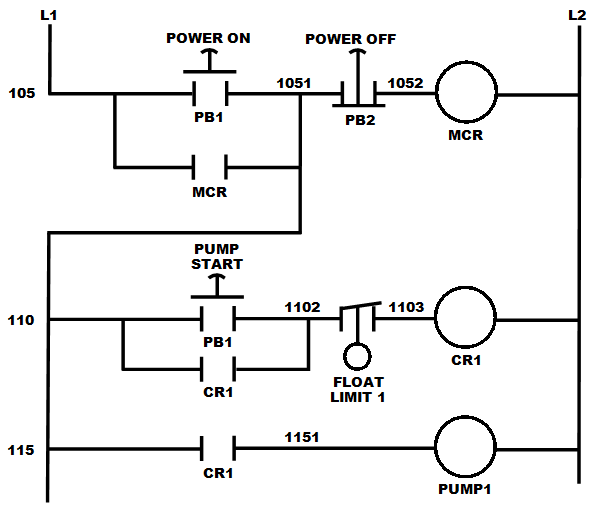 L1
L2
POWER ON
POWER OFF
105
1051
1052
PB1
PB2
MCR
MCR
PUMP
START
110
1102
1103
PB1
CR1
CR1
FLOAT
LIMIT 1
115
1151
CR1
PUMP1